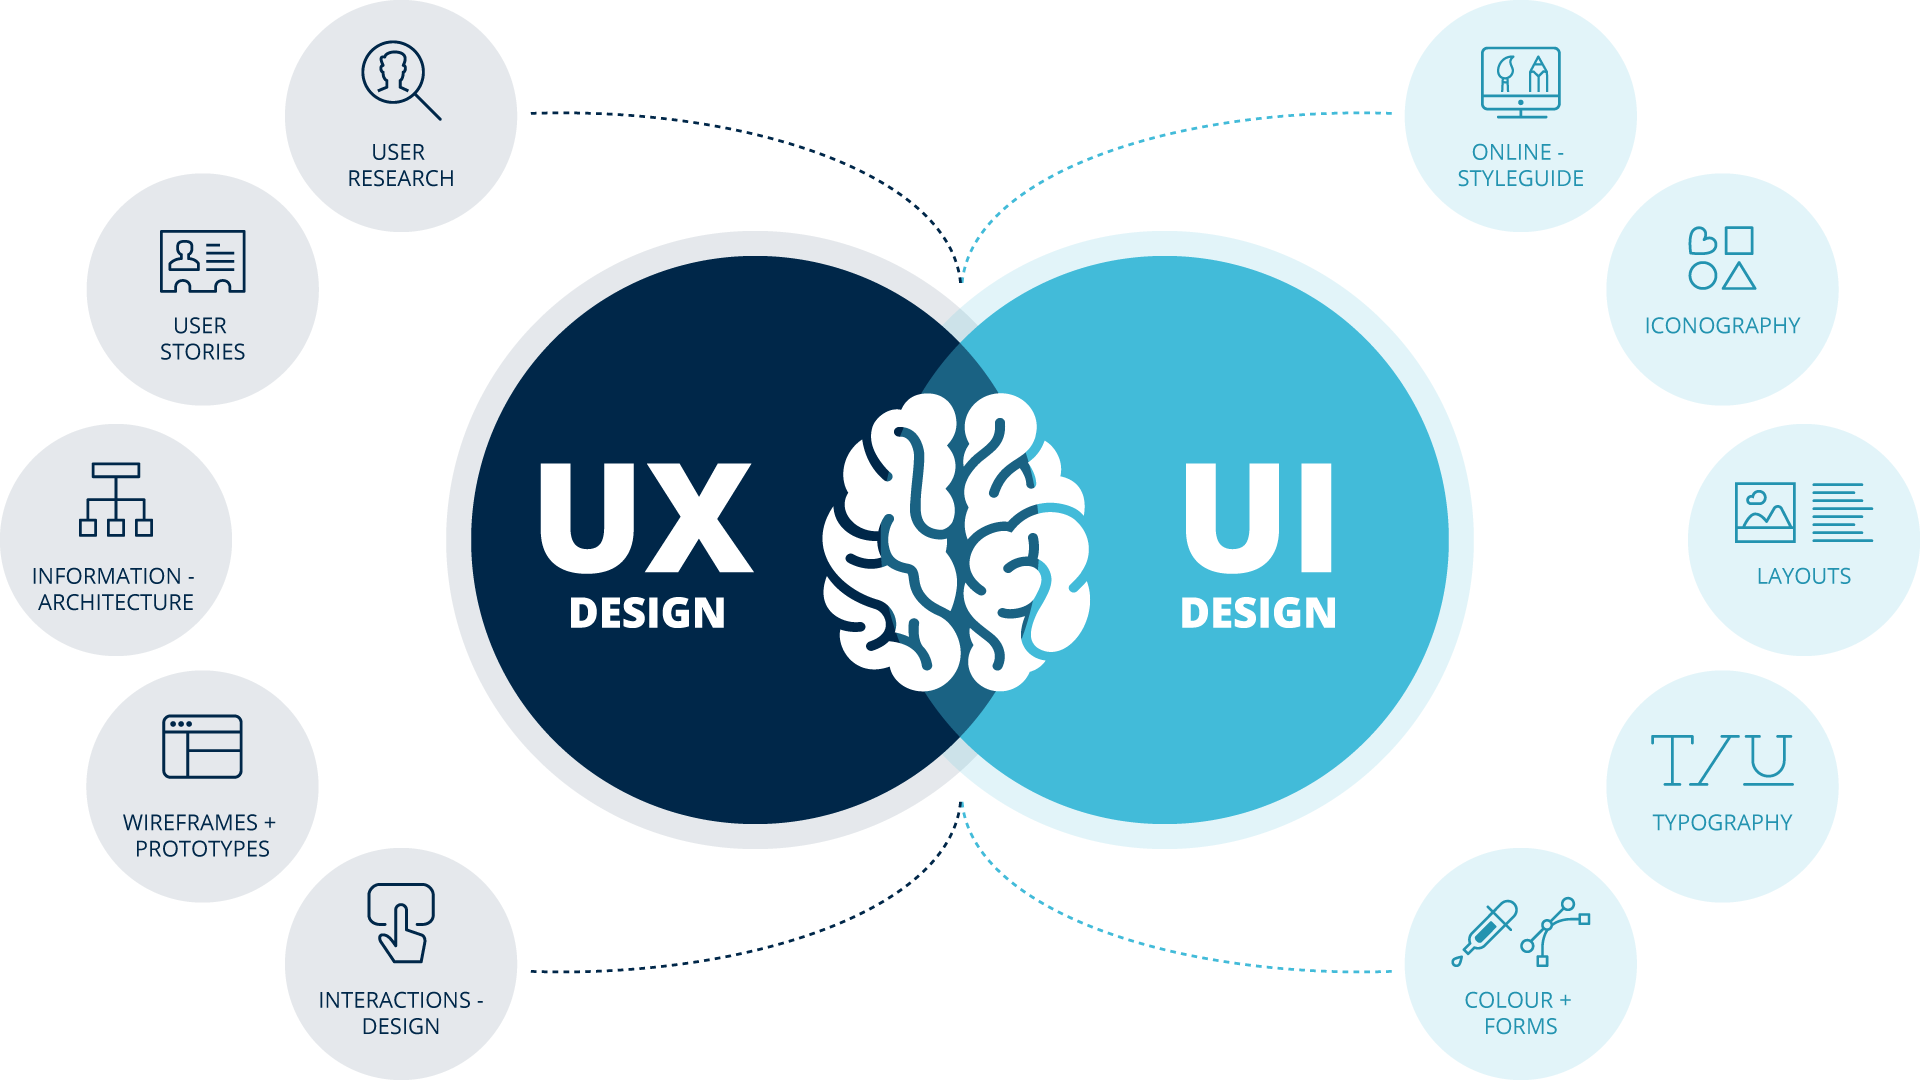 USER
RESEARCH
USER
STORIES
INFORMATION -
ARCHITECTURE
WIREFRAMES +
PROTOTYPES
INTERACTIONS -
DESIGN
UX
DESIGN
UI
DESIGN
ONLINE -
STYLEGUIDE
ICONOGRAPHY
LAYOUTS
T/U
TYPOGRAPHY
COLOUR +
FORMS